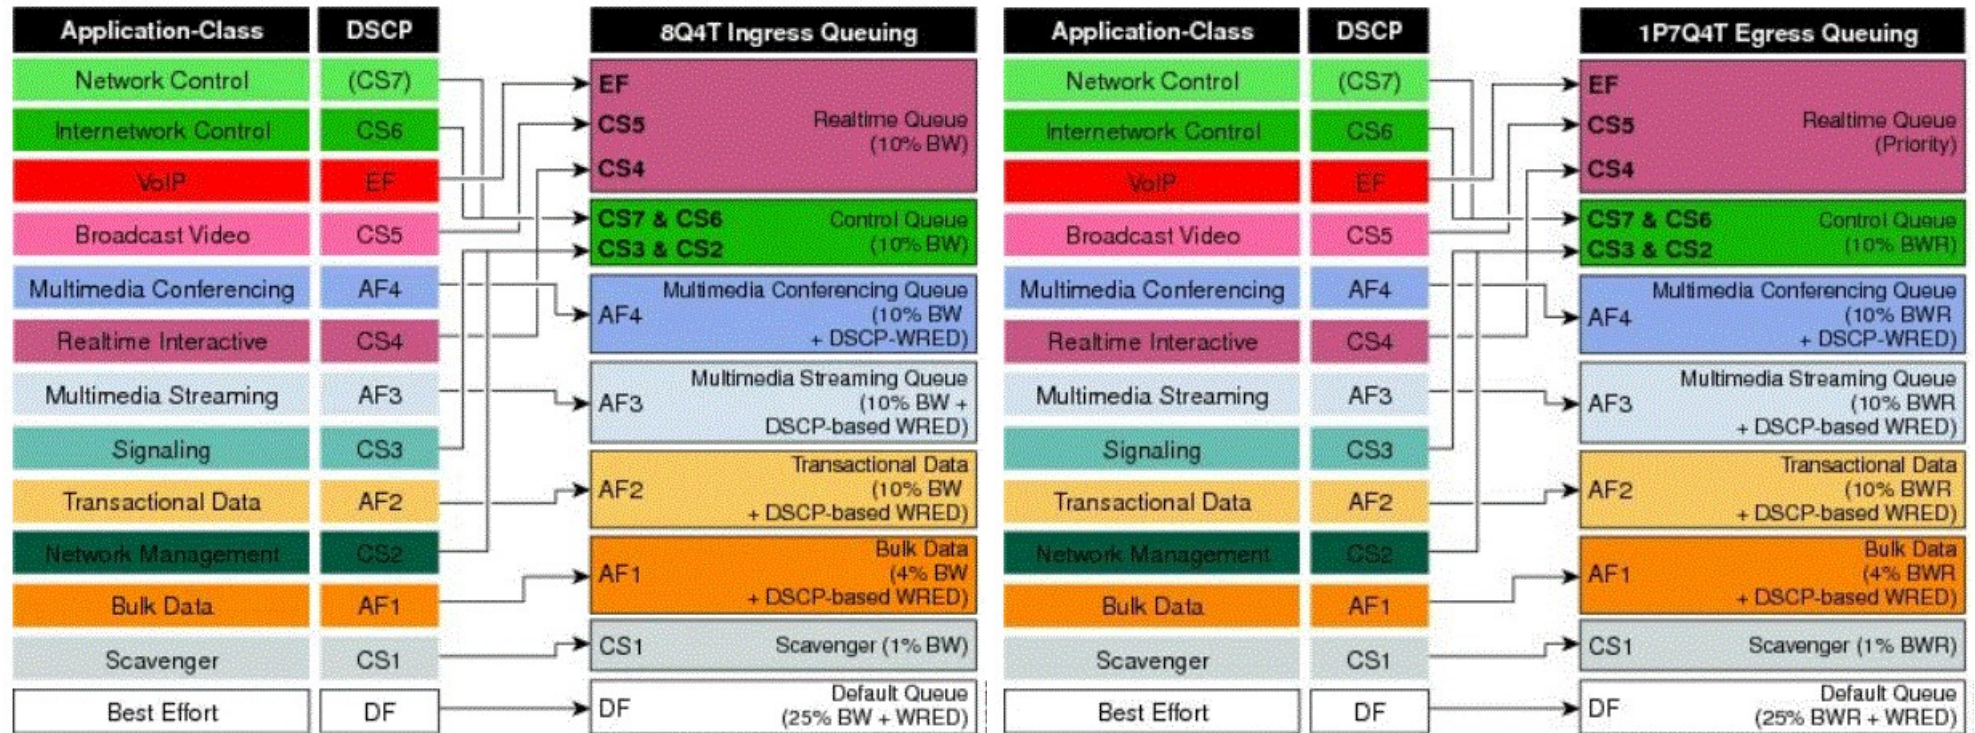 Application-Class
DSCP
8Q4T Ingress Queuing
Network Control
(CS7)
Internetwork Control
CS6
VoIP
EF
Broadcast Video
CS5
Multimedia Conferencing
AF4
Realtime Interactive
CS4
Multimedia Streaming
AF3
Signaling
CS3
Transactional Data
AF2
Network Management
CS2
Bulk Data
AF1
Scavenger
CS1
Best Effort
DF
EF
CS5
CS4
Realtime Queue
(10% BW)
CS7 & CS6
CS3 & CS2
Control Queue
(10% BW)
AF4
Multimedia Conferencing Queue
(10% BW
+ DSCP-WRED)
AF3
Multimedia Streaming Queue
(10% BW +
DSCP-based WRED)
AF2
Transactional Data
(10% BW
+ DSCP-based WRED)
AF1
Bulk Data
(4% BW
+ DSCP-based WRED)
CS1
Scavenger (1% BW)
DF
Default Queue
(25% BW + WRED)
Application-Class
DSCP
1P7Q4T Egress Queuing
Network Control
(CS7)
Internetwork Control
CS6
VoIP
EF
Broadcast Video
CS5
Multimedia Conferencing
AF4
Realtime Interactive
CS4
Multimedia Streaming
AF3
Signaling
CS3
Transactional Data
AF2
Network Management
CS2
Bulk Data
AF1
Scavenger
CS1
Best Effort
DF
EF
CS5
CS4
Realtime Queue
(Priority)
CS7 & CS6
CS3 & CS2
Control Queue
(10% BWR)
AF4
Multimedia Conferencing Queue
(10% BWR
+ DSCP-WRED)
AF3
Multimedia Streaming Queue
(10% BWR
+ DSCP-based WRED)
AF2
Transactional Data
(10% BWR
+ DSCP-based WRED)
AF1
Bulk Data
(4% BWR
+ DSCP-based WRED)
CS1
Scavenger (1% BWR)
DF
Default Queue
(25% BWR + WRED)